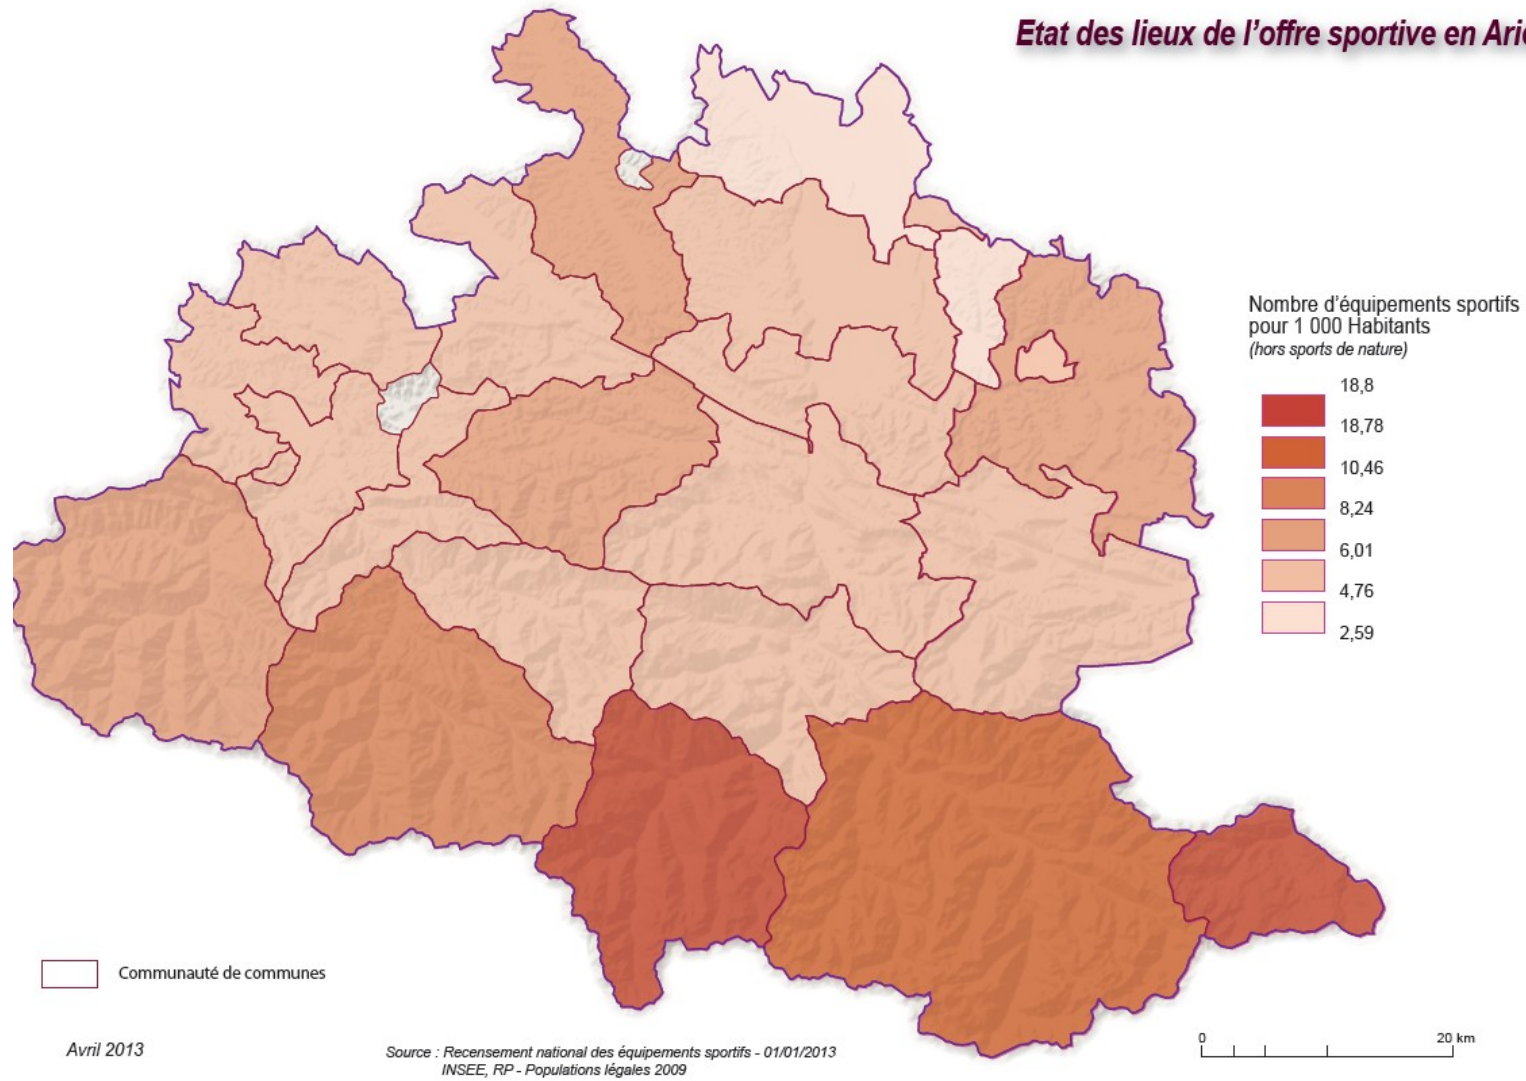 Etat des lieux de l'offre sportive en Arié
Nombre d'équipements sportifs
pour 1 000 Habitants
(hors sports de nature)
18,8
18,78
10,46
8,24
6,01
4,76
2,59
Communauté de communes
Avril 2013
Source : Recensement national des équipements sportifs - 01/01/2013
INSEE, RP - Populations légales 2009
0
20 km